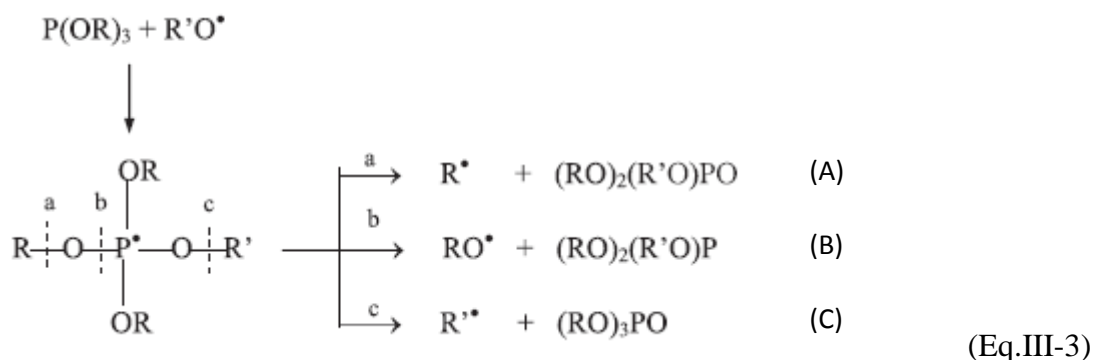 P(OR)₃ + R'O•
OR
a b c
R–O–P•–O–R'
OR
a R• + (RO)₂(R'O)PO (A)
b RO• + (RO)₂(R'O)P (B)
c R'• + (RO)₃PO (C)
(Eq.III-3)